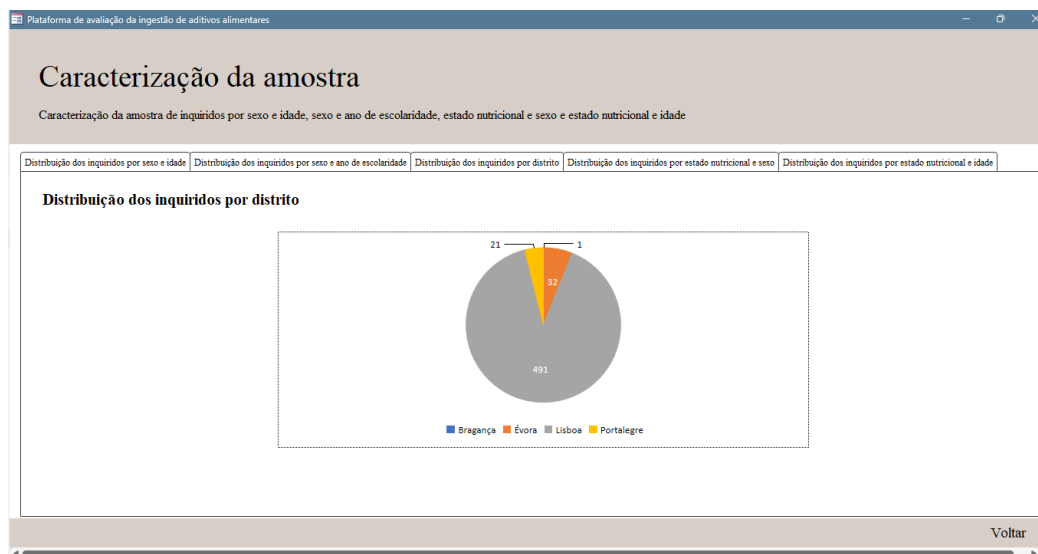 Plataforma de avaliação da ingestão de aditivos alimentares
Caracterização da amostra
Caracterização da amostra de inquiridos por sexo e idade, sexo e ano de escolaridade, estado nutricional e sexo e estado nutricional e idade
Distribuição dos inquiridos por sexo e idade Distribuição dos inquiridos por sexo e ano de escolaridade Distribuição dos inquiridos por distrito Distribuição dos inquiridos por estado nutricional e sexo Distribuição dos inquiridos por estado nutricional e idade
Distribuição dos inquiridos por distrito
21 1
32
491
Bragança Évora Lisboa Portalegre
Voltar